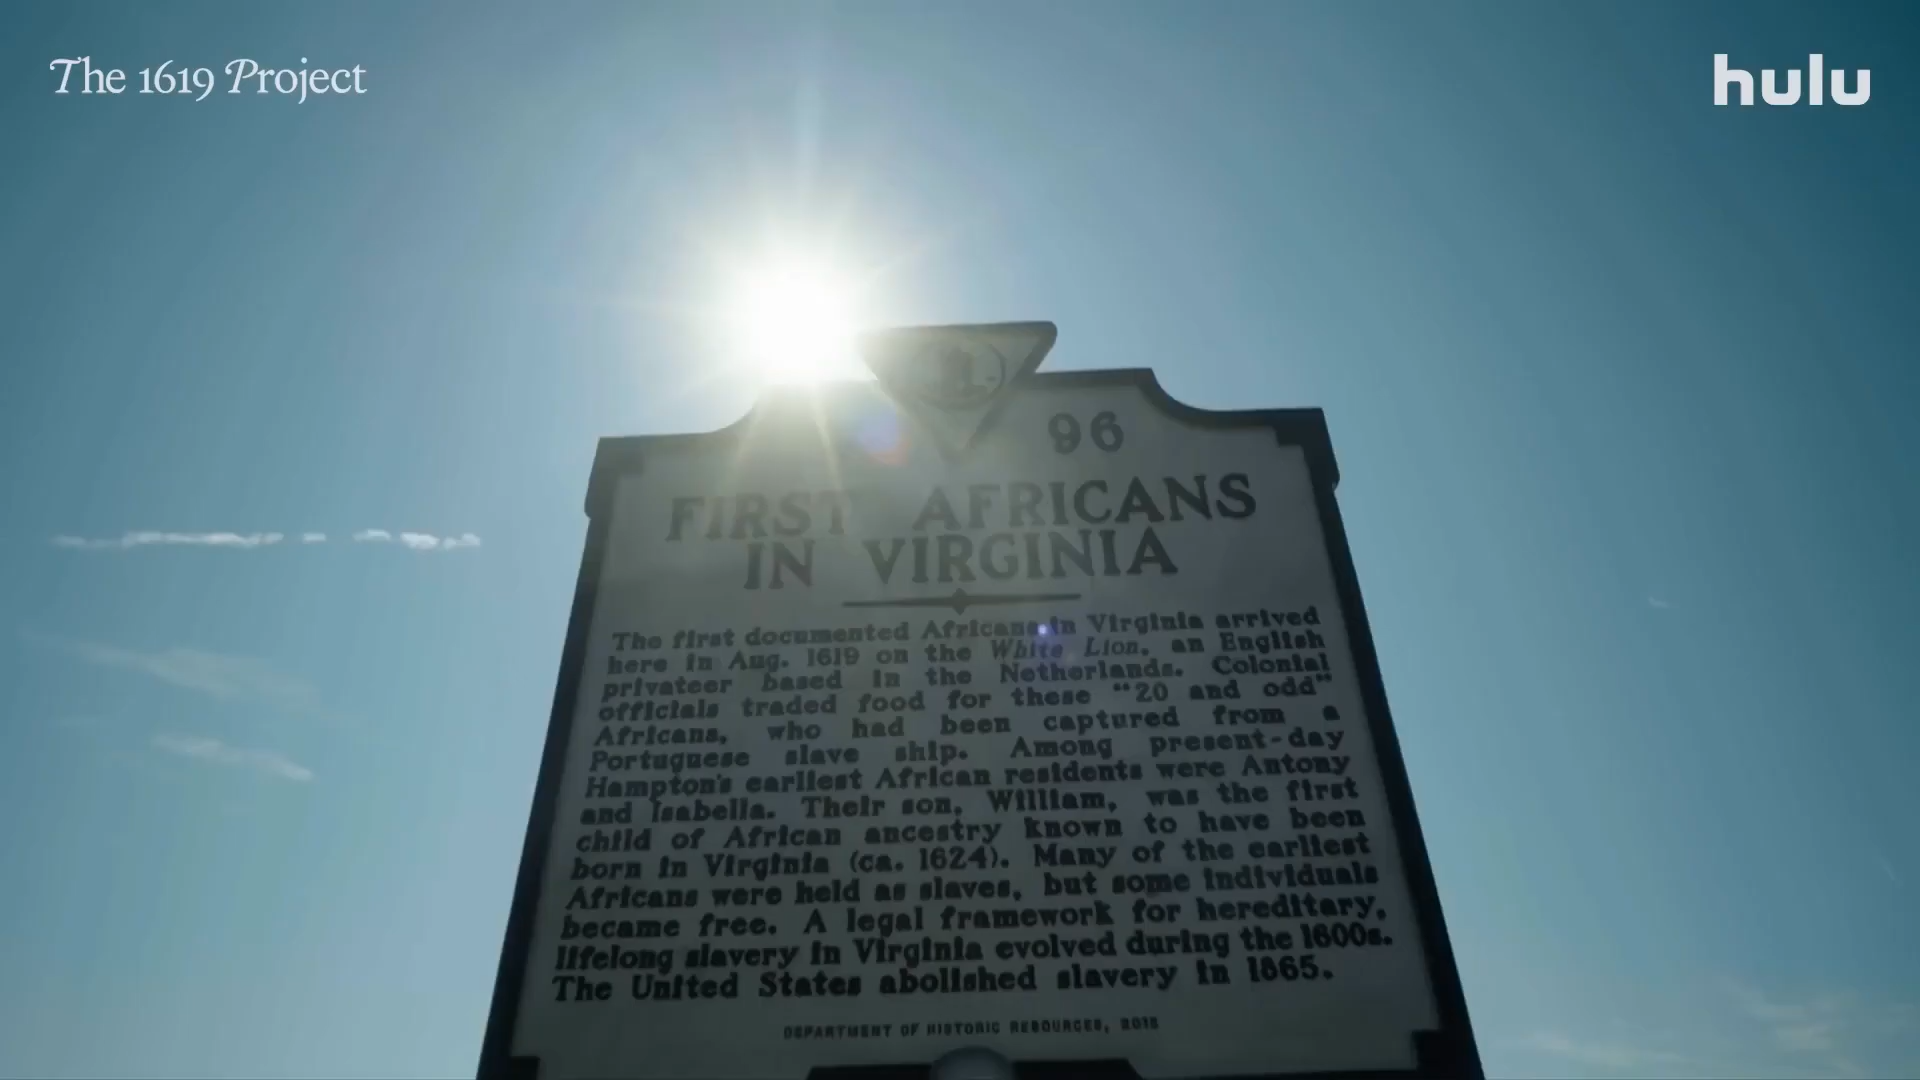 The 1619 Project
hulu
96
FIRST AFRICANS
IN VIRGINIA
The first documented Africans in Virginia arrived
here in Aug. 1619 on the White Lion, an English
privateer based in the Netherlands. Colonial
officials traded food for these “20 and odd”
Africans, who had been captured from a
Portuguese slave ship. Among present-day
Hampton's earliest African residents were Antony
and Isabella. Their son, William, was the first
child of African ancestry known to have been
born in Virginia (ca. 1624). Many of the earliest
Africans were held as slaves, but some individuals
became free. A legal framework for hereditary,
lifelong slavery in Virginia evolved during the 1600s.
The United States abolished slavery in 1865.
DEPARTMENT OF HISTORIC RESOURCES, 2015